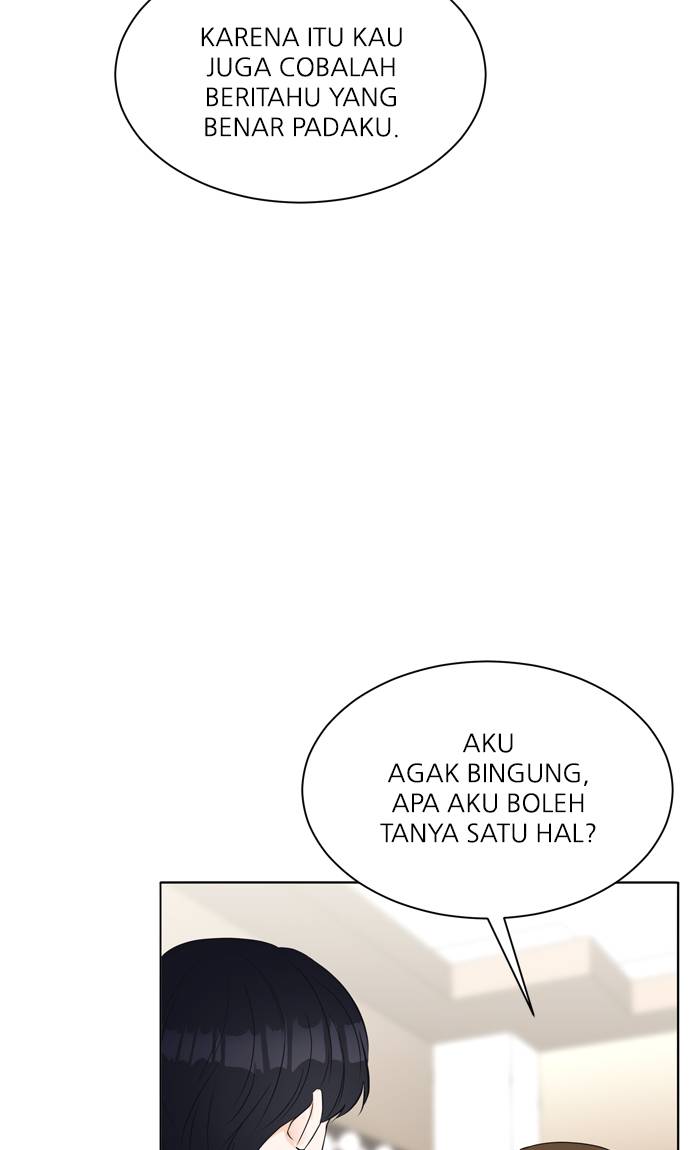 KARENA ITU KAU
JUGA COBALAH
BERITAHU YANG
BENAR PADAKU.
AKU
AGAK BINGUNG,
APA AKU BOLEH
TANYA SATU HAL?